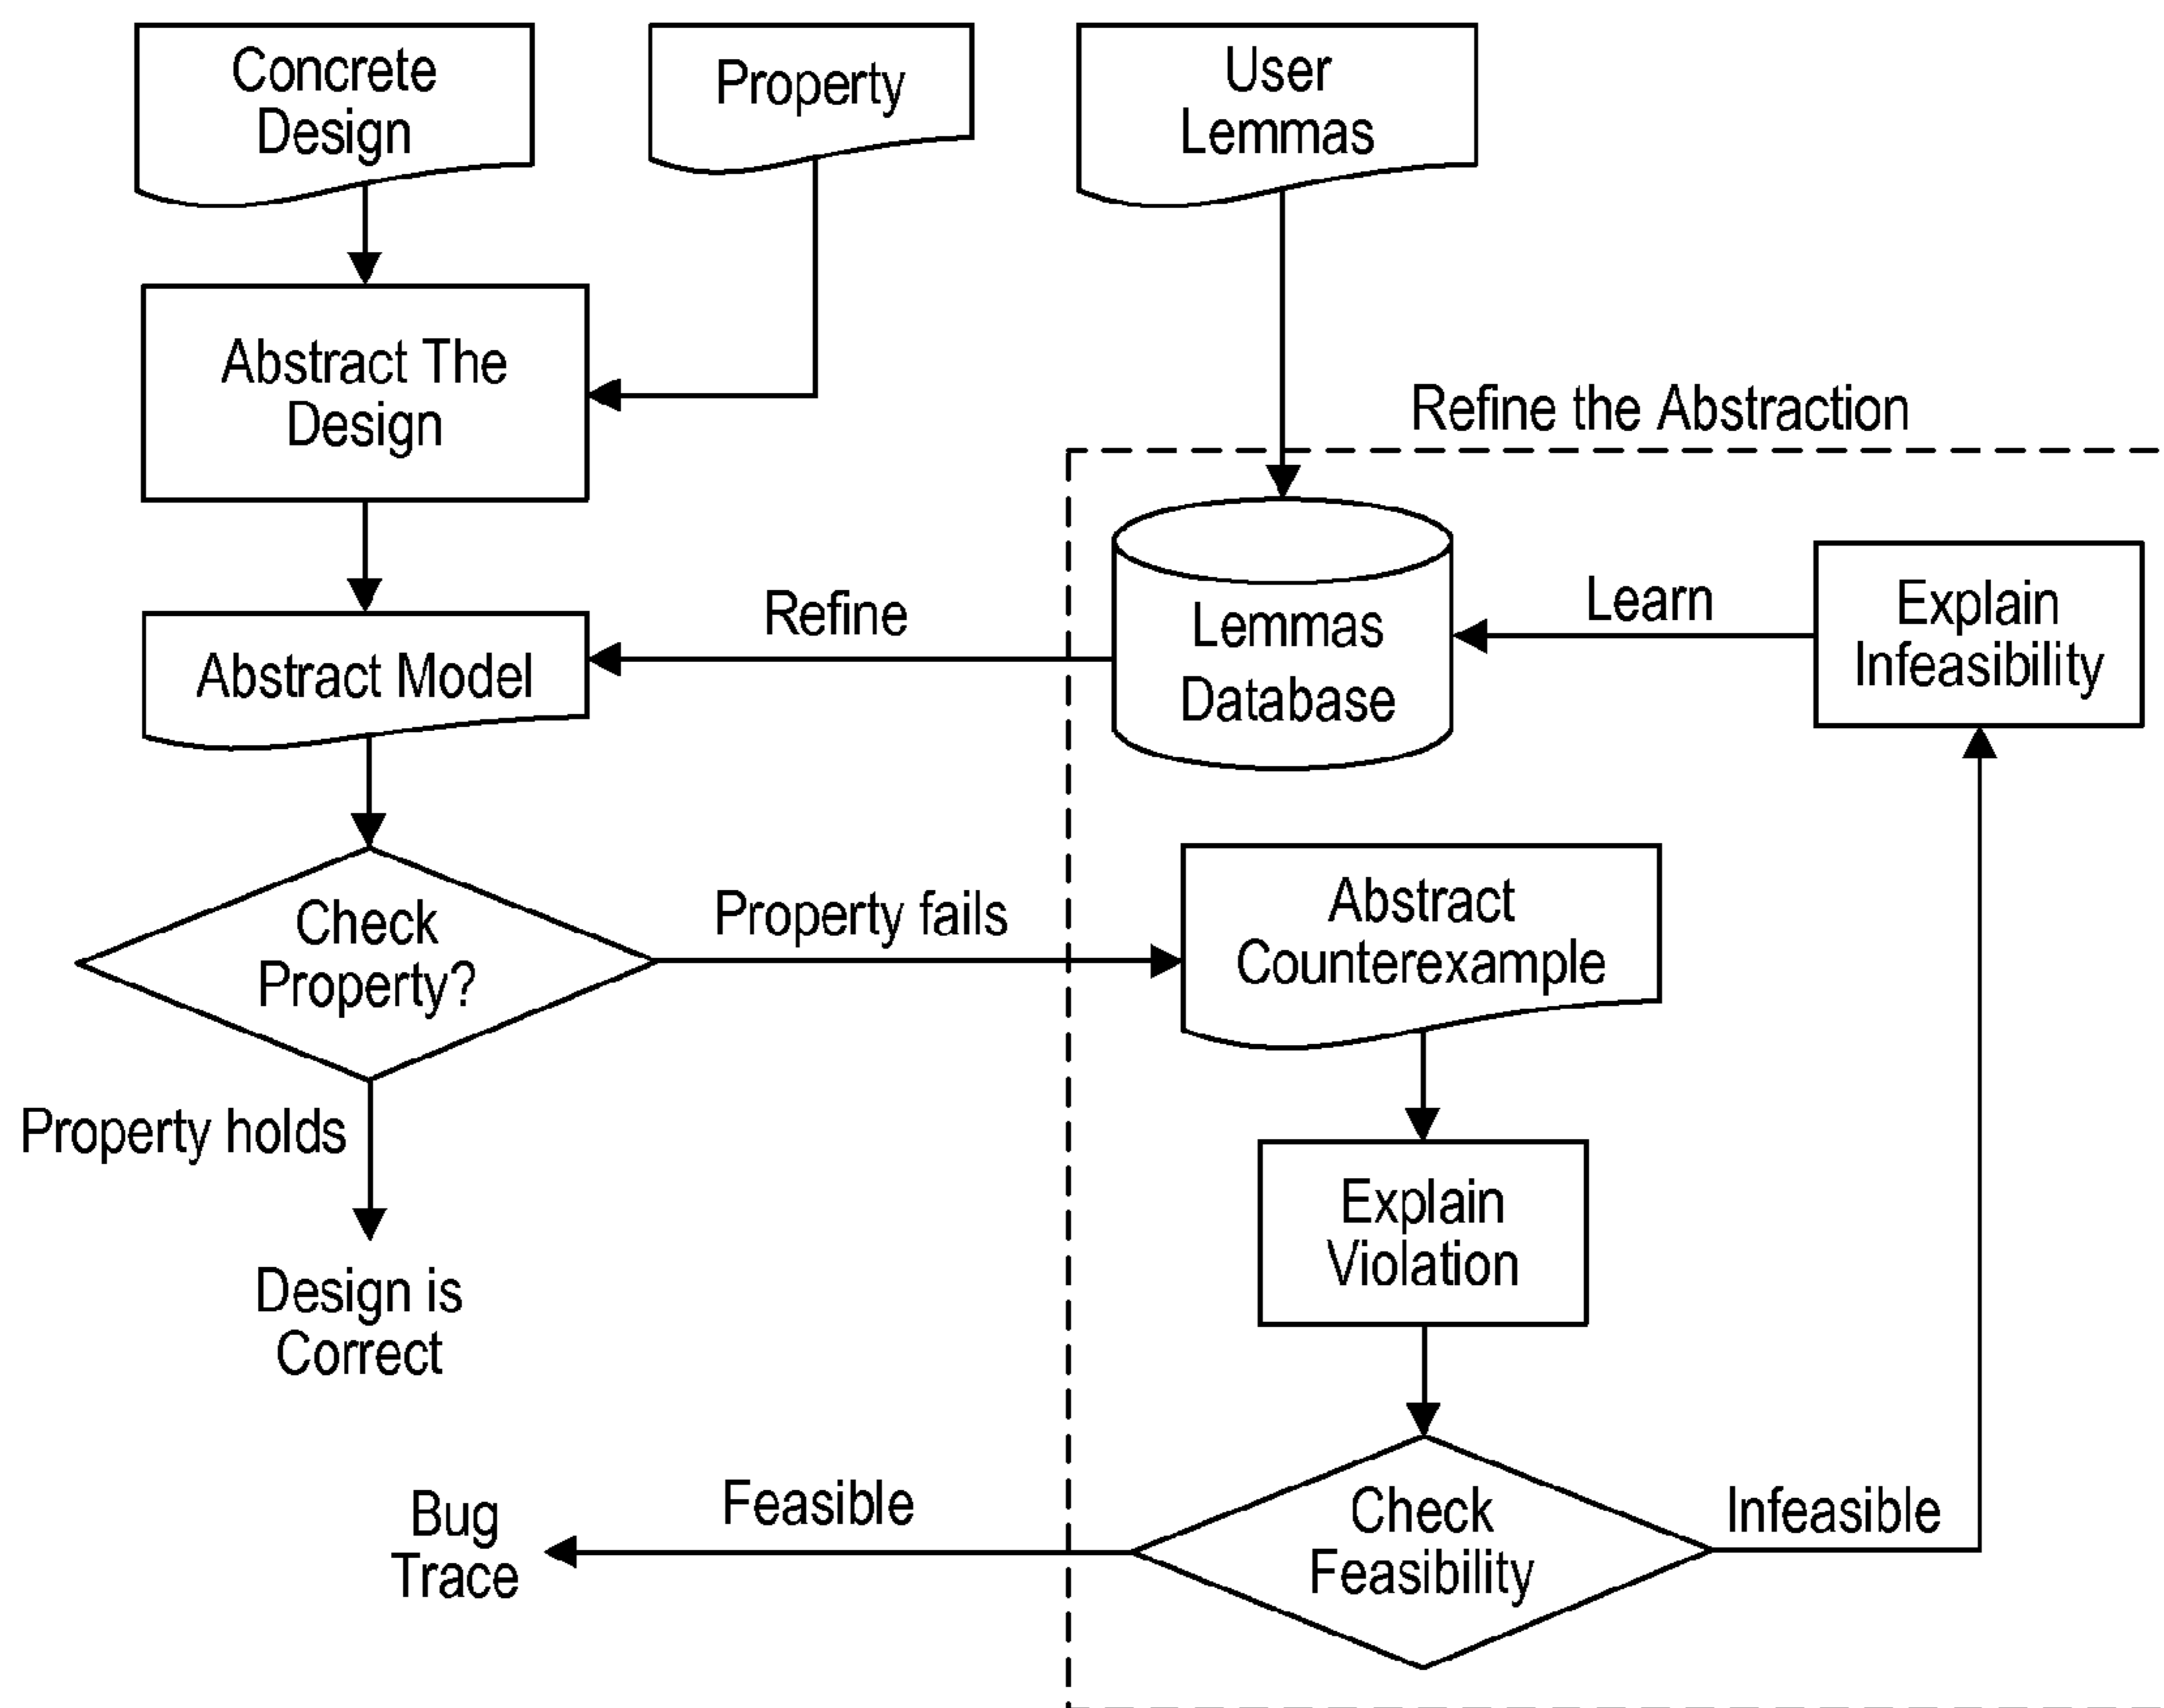 Concrete
Design
Property
User
Lemmas
Abstract The
Design
Refine the Abstraction
Abstract Model
Refine
Lemmas
Database
Learn
Explain
Infeasibility
Check
Property?
Property fails
Abstract
Counterexample
Property holds
Explain
Violation
Design is
Correct
Bug
Trace
Feasible
Check
Feasibility
Infeasible